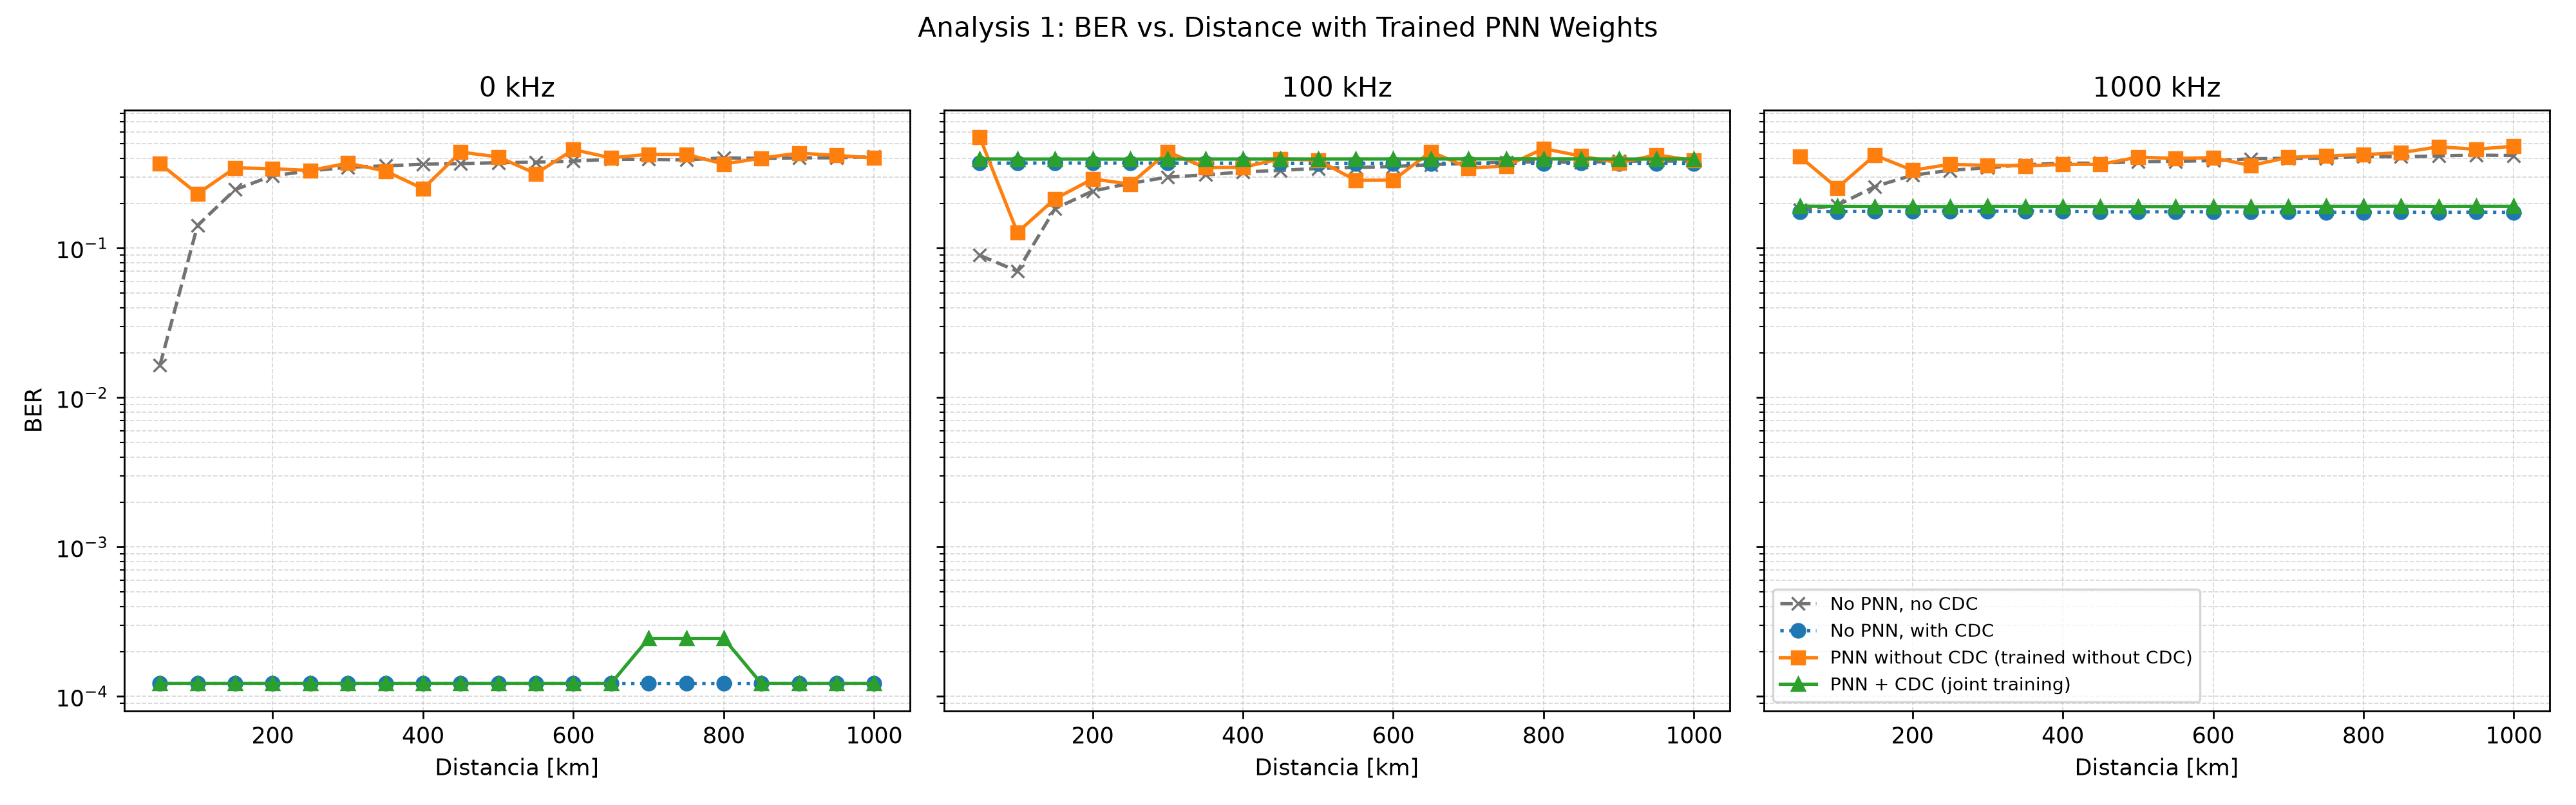 Analysis 1: BER vs. Distance with Trained PNN Weights
0 kHz
100 kHz
1000 kHz
BER
10⁻¹
10⁻²
10⁻³
10⁻⁴
200 400 600 800 1000
200 400 600 800 1000
200 400 600 800 1000
Distancia [km]
Distancia [km]
Distancia [km]
No PNN, no CDC
No PNN, with CDC
PNN without CDC (trained without CDC)
PNN + CDC (joint training)